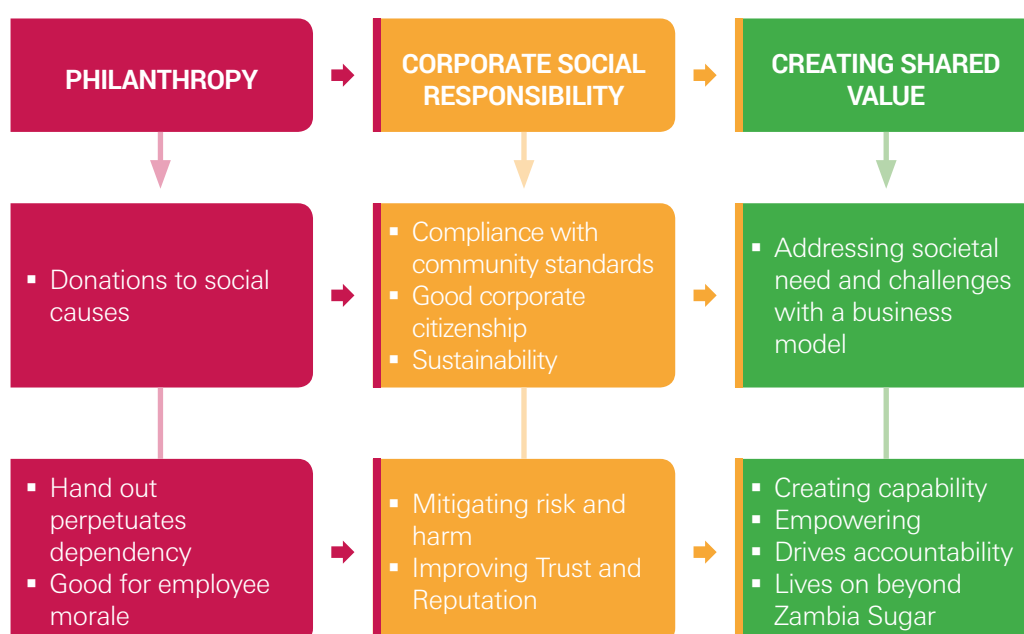 PHILANTHROPY
CORPORATE SOCIAL
RESPONSIBILITY
CREATING SHARED
VALUE
▪ Donations to social
causes
▪ Compliance with
community standards
▪ Good corporate
citizenship
▪ Sustainability
▪ Addressing societal
need and challenges
with a business
model
▪ Hand out
perpetuates
dependency
▪ Good for employee
morale
▪ Mitigating risk and
harm
▪ Improving Trust and
Reputation
▪ Creating capability
▪ Empowering
▪ Drives accountability
▪ Lives on beyond
Zambia Sugar